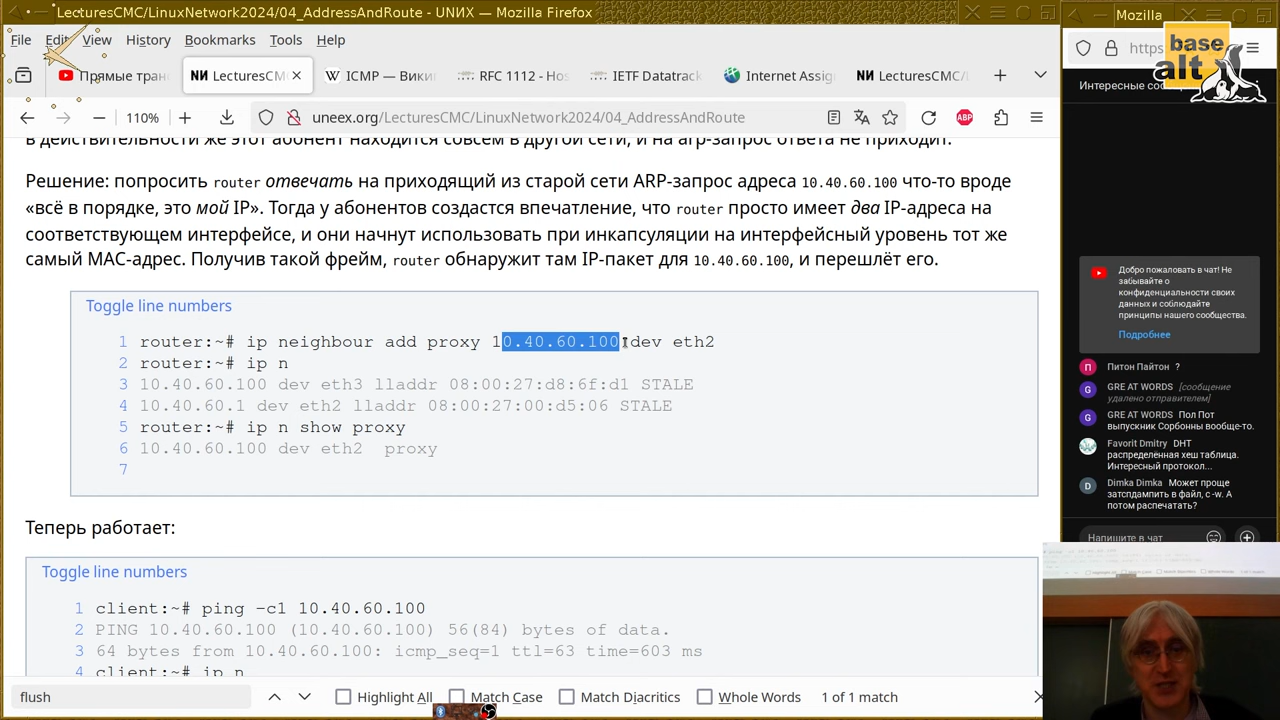 LecturesCMC/LinuxNetwork2024/04_AddressAndRoute - UNИX — Mozilla Firefox
Mozilla
File Edit View History Bookmarks Tools Help
Прямые тран
NИ LecturesCMC/
W ICMP — Вики
RFC 1112 - Hos
IETF Datatrack
Internet Assig
NИ LecturesCMC/
110%
uneex.org/LecturesCMC/LinuxNetwork2024/04_AddressAndRoute
ABP
https
base
alt
Интересные соо
в действительности же этот абонент находится совсем в другой сети, и на arp-запрос ответа не приходит.
Решение: попросить router отвечать на приходящий из старой сети ARP-запрос адреса 10.40.60.100 что-то вроде
«всё в порядке, это мой IP». Тогда у абонентов создастся впечатление, что router просто имеет два IP-адреса на
соответствующем интерфейсе, и они начнут использовать при инкапсуляции на интерфейсный уровень тот же
самый MAC-адрес. Получив такой фрейм, router обнаружит там IP-пакет для 10.40.60.100, и перешлёт его.
Toggle line numbers
1 router:~# ip neighbour add proxy 10.40.60.100 dev eth2
2 router:~# ip n
3 10.40.60.100 dev eth3 lladdr 08:00:27:d8:6f:d1 STALE
4 10.40.60.1 dev eth2 lladdr 08:00:27:00:d5:06 STALE
5 router:~# ip n show proxy
6 10.40.60.100 dev eth2  proxy
7
Теперь работает:
Toggle line numbers
1 client:~# ping -c1 10.40.60.100
2 PING 10.40.60.100 (10.40.60.100) 56(84) bytes of data.
3 64 bytes from 10.40.60.100: icmp_seq=1 ttl=63 time=603 ms
4 client:~# ip n
flush
Highlight All
Match Case
Match Diacritics
Whole Words
1 of 1 match
Добро пожаловать в чат! Не
забывайте о
конфиденциальности своих
данных и соблюдайте
принципы нашего сообщества.
Подробнее
П Питон Пайтон ?
G GREAT WORDS [сообщение
удалено отправителем]
G GREAT WORDS Пол Пот
выпускник Сорбонны вообще-то.
Favorit Dmitry DHT
распределённая хеш таблица.
Интересный протокол...
D Dimka Dimka Может проще
затспдампить в файл, с -w. А
потом распечатать?
Напишите в чат